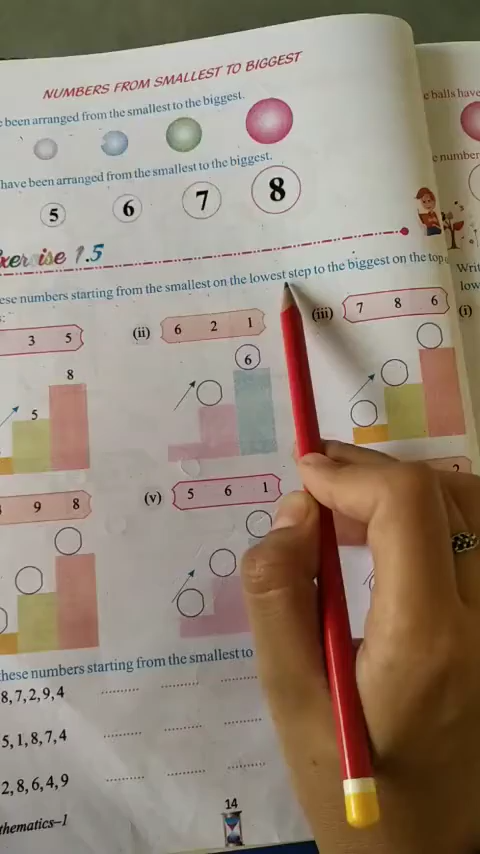 NUMBERS FROM SMALLEST TO BIGGEST
been arranged from the smallest to the biggest.
have been arranged from the smallest to the biggest.
5 6 7 8
1.5
these numbers starting from the smallest on the lowest step to the biggest on the top
3 5
(ii) 6 2 1
(iii) 7 8 6
5 8
6
9 8
(v) 5 6 1
2
these numbers starting from the smallest to
8, 7, 2, 9, 4
5, 1, 8, 7, 4
2, 8, 6, 4, 9
thematics–1
14
balls have
number
Writ
low
(i)